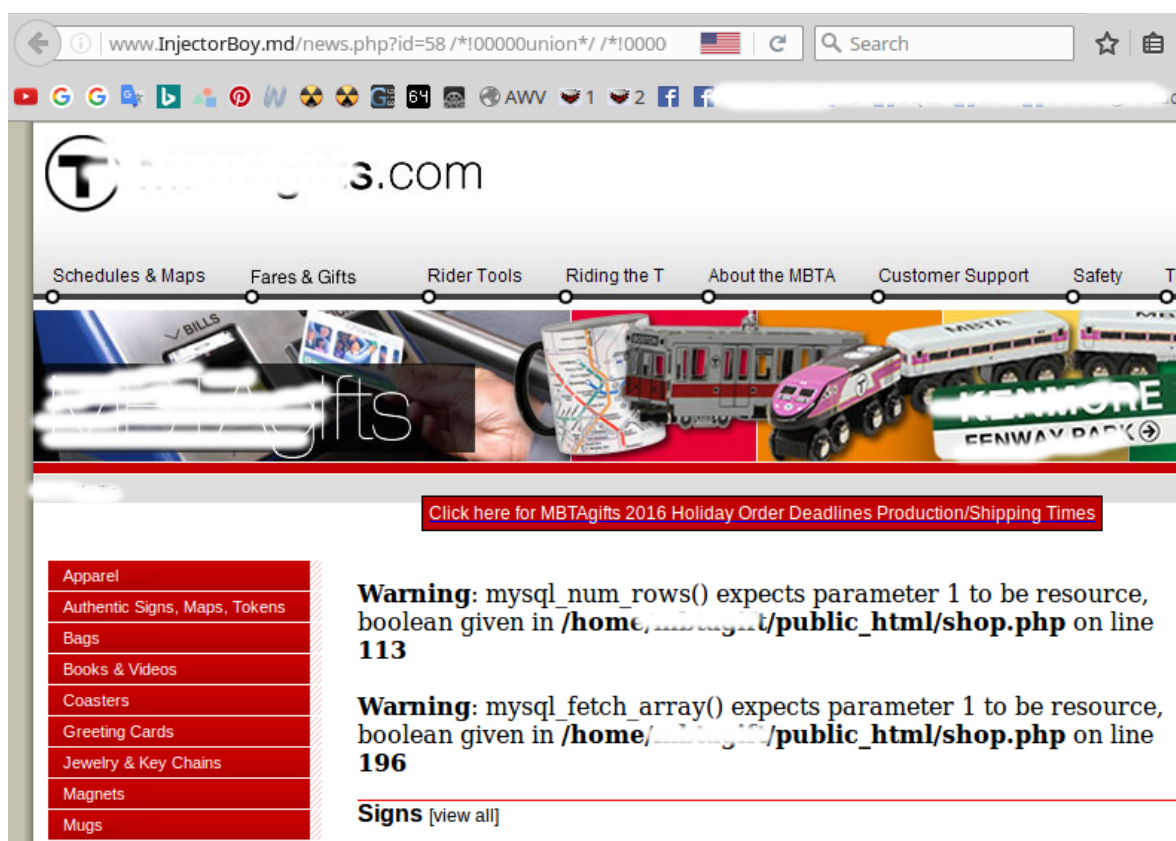 www.InjectorBoy.md/news.php?id=58 /*!00000union*/ /*!0000
Search
64
AWV
1
2
T
s.com
Schedules & Maps
Fares & Gifts
Rider Tools
Riding the T
About the MBTA
Customer Support
Safety
T
BILLS
BOSTON
MBTA
gifts
KENMORE
FENWAY PARK
Click here for MBTAgifts 2016 Holiday Order Deadlines Production/Shipping Times
Apparel
Authentic Signs, Maps, Tokens
Bags
Books & Videos
Coasters
Greeting Cards
Jewelry & Key Chains
Magnets
Mugs
Warning: mysql_num_rows() expects parameter 1 to be resource,
boolean given in /home/ /public_html/shop.php on line
113
Warning: mysql_fetch_array() expects parameter 1 to be resource,
boolean given in /home/ /public_html/shop.php on line
196
Signs [view all]